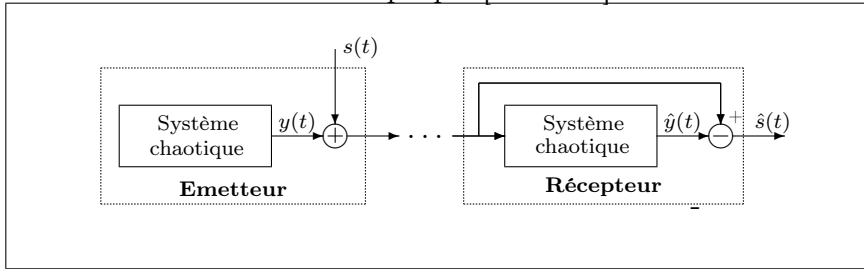 s(t)
Système
chaotique
y(t)
+
· · ·
Système
chaotique
ŷ(t)
+
−
ŝ(t)
Emetteur
Récepteur